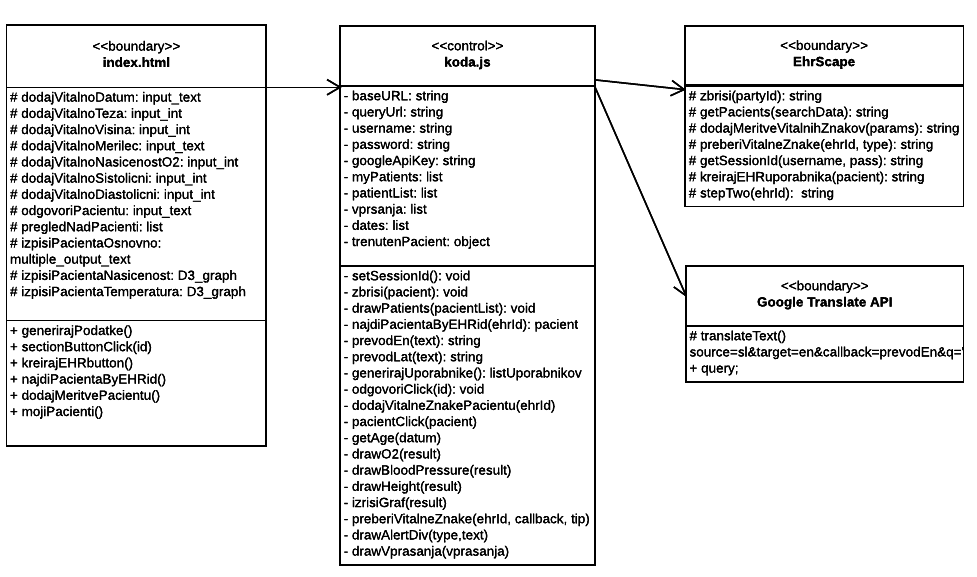 <<boundary>>
index.html
# dodajVitalnoDatum: input_text
# dodajVitalnoTeza: input_int
# dodajVitalnoVisina: input_int
# dodajVitalnoMerilec: input_text
# dodajVitalnoNasicenostO2: input_int
# dodajVitalnoSistolicni: input_int
# dodajVitalnoDiastolicni: input_int
# odgovoriPacientu: input_text
# pregledNadPacienti: list
# izpisiPacientaOsnovno:
multiple_output_text
# izpisiPacientaNasicenost: D3_graph
# izpisiPacientaTemperatura: D3_graph
+ generirajPodatke()
+ sectionButtonClick(id)
+ kreirajEHRbutton()
+ najdiPacientaByEHRid()
+ dodajMeritvePacientu()
+ mojiPacienti()
<<control>>
koda.js
- baseURL: string
- queryUrl: string
- username: string
- password: string
- googleApiKey: string
- myPatients: list
- patientList: list
- vprsanja: list
- dates: list
- trenutenPacient: object
- setSessionId(): void
- zbrisi(pacient): void
- drawPatients(pacientList): void
- najdiPacientaByEHRid(ehrId): pacient
- prevodEn(text): string
- prevodLat(text): string
- generirajUporabnike(): listUporabnikov
- odgovoriClick(id): void
- dodajVitalneZnakePacientu(ehrId)
- pacientClick(pacient)
- getAge(datum)
- drawO2(result)
- drawBloodPressure(result)
- drawHeight(result)
- izrisiGraf(result)
- preberiVitalneZnake(ehrId, callback, tip)
- drawAlertDiv(type,text)
- drawVprasanja(vprasanja)
<<boundary>>
EhrScape
# zbrisi(partyId): string
# getPacients(searchData): string
# dodajMeritveVitalnihZnakov(params): string
# preberiVitalneZnake(ehrId, type): string
# getSessionId(username, pass): string
# kreirajEHRuporabnika(pacient): string
# stepTwo(ehrId): string
<<boundary>>
Google Translate API
# translateText()
source=sl&target=en&callback=prevodEn&q='
+ query;